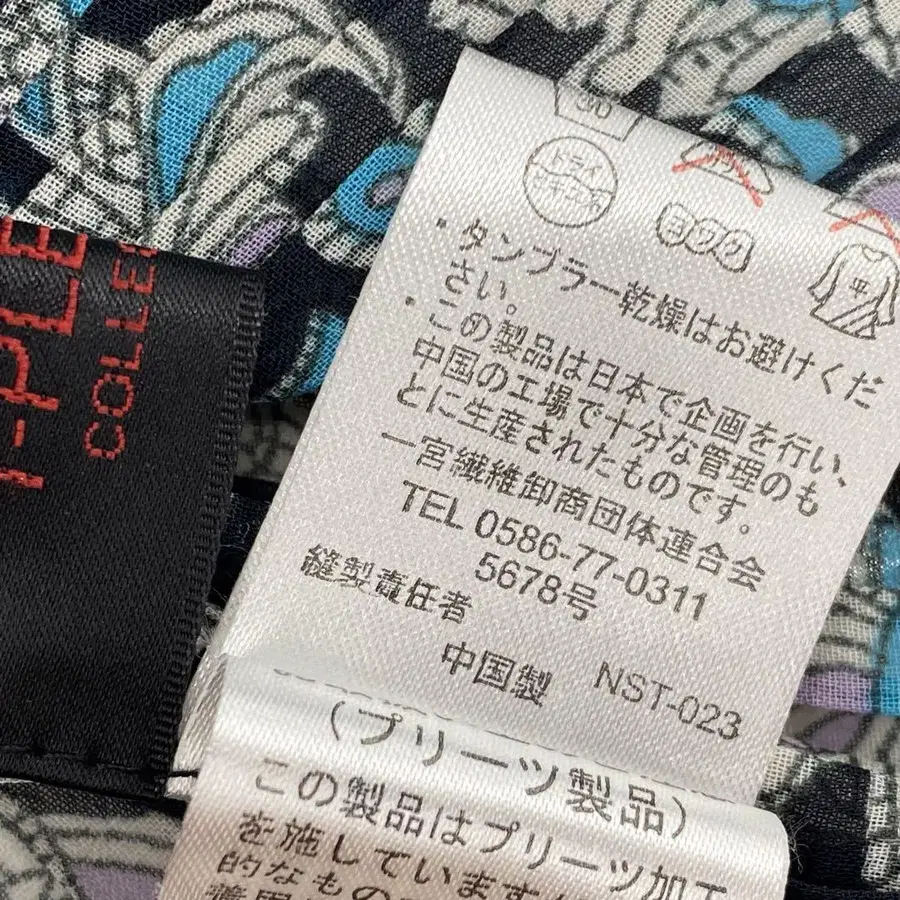 -PLE
COLLE
30
ドライ
ヨワク
平
・タンブラー乾燥はお避けくだ
さい。
・この製品は日本で企画を行い、
中国の工場で十分な管理のも
とに生産されたものです。
一宮繊維卸商団体連合会
TEL 0586-77-0311
5678号
縫製責任者
中国製 NST-023
(プリーツ製品)
この製品はプリーツ加工
を施しています
的なもの